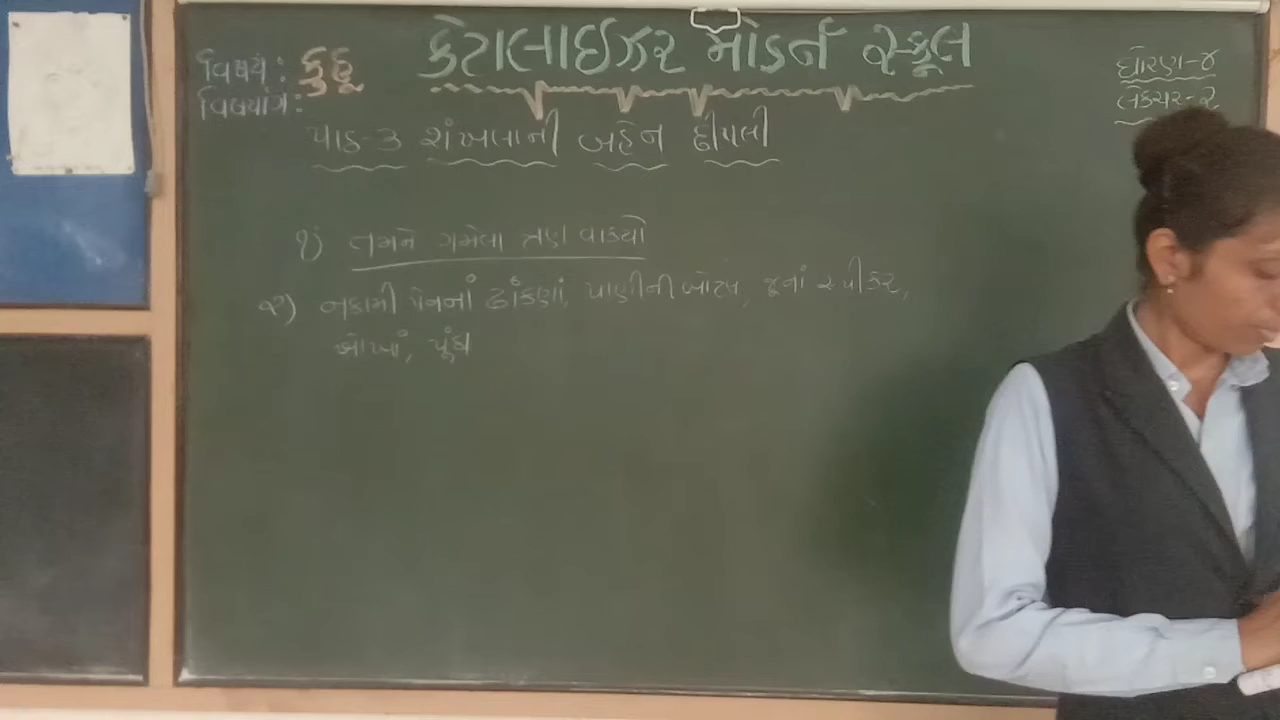 કેટાલાઈઝર મોડર્ન સ્કૂલ
વિષય : કુહૂ
વિષયાંગ :
ધોરણ-૪
લેક્ચર-૨
પાઠ-૩ શંખલાની બહેન છીપલી
૧) તમને ગમેલા ત્રણ વાક્યો
૨) નકામી પેનનાં ઢાંકણાં, પાણીની બોટલ, જૂનાં સ્પીકર,
ખોખાં, પૂંઠા